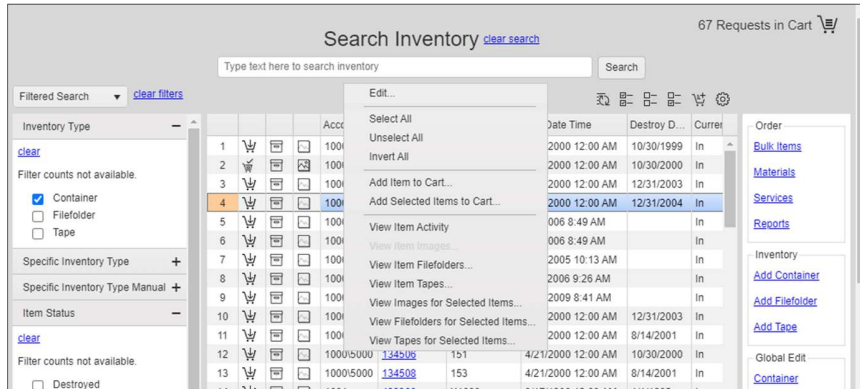 67 Requests in Cart
Search Inventory clear search
Type text here to search inventory
Search
Filtered Search
clear filters
Inventory Type
clear
Filter counts not available.
Container
Filefolder
Tape
Specific Inventory Type
Specific Inventory Type Manual
Item Status
clear
Filter counts not available.
Destroyed
Edit...
Select All
Unselect All
Invert All
Add Item to Cart...
Add Selected Items to Cart...
View Item Activity
View Item Images...
View Item Filefolders...
View Item Tapes...
View Images for Selected Items...
View Filefolders for Selected Items...
View Tapes for Selected Items...
Date Time Destroy D...
1 2000 12:00 AM 10/30/1999 In
2 2000 12:00 AM 10/30/2000 In
3 2000 12:00 AM 12/31/2003 In
4 2000 12:00 AM 12/31/2004 In
5 2006 8:49 AM In
6 2006 8:49 AM In
7 2005 10:13 AM In
8 2006 9:26 AM In
9 2009 8:41 AM In
10 2000 12:00 AM 12/31/2003 In
11 2000 12:00 AM 8/14/2001 In
12 1000\5000 134506 151 4/21/2000 12:00 AM 10/30/2000 In
13 1000\5000 134508 153 4/21/2000 12:00 AM 8/14/2001 In
Order
Bulk Items
Materials
Services
Reports
Inventory
Add Container
Add Filefolder
Add Tape
Global Edit
Container